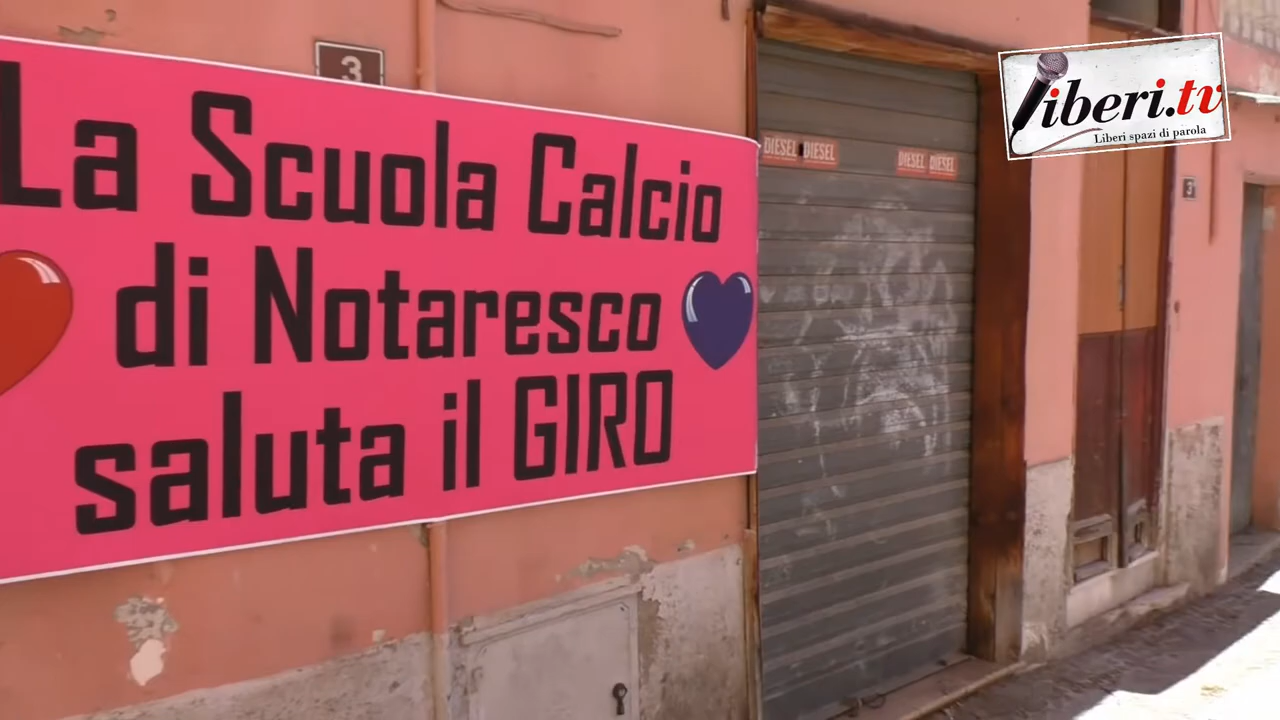 La Scuola Calcio
di Notaresco
saluta il GIRO
3
DIESEL DIESEL
DIESEL DIESEL
3
liberi.tv
Liberi spazi di parola